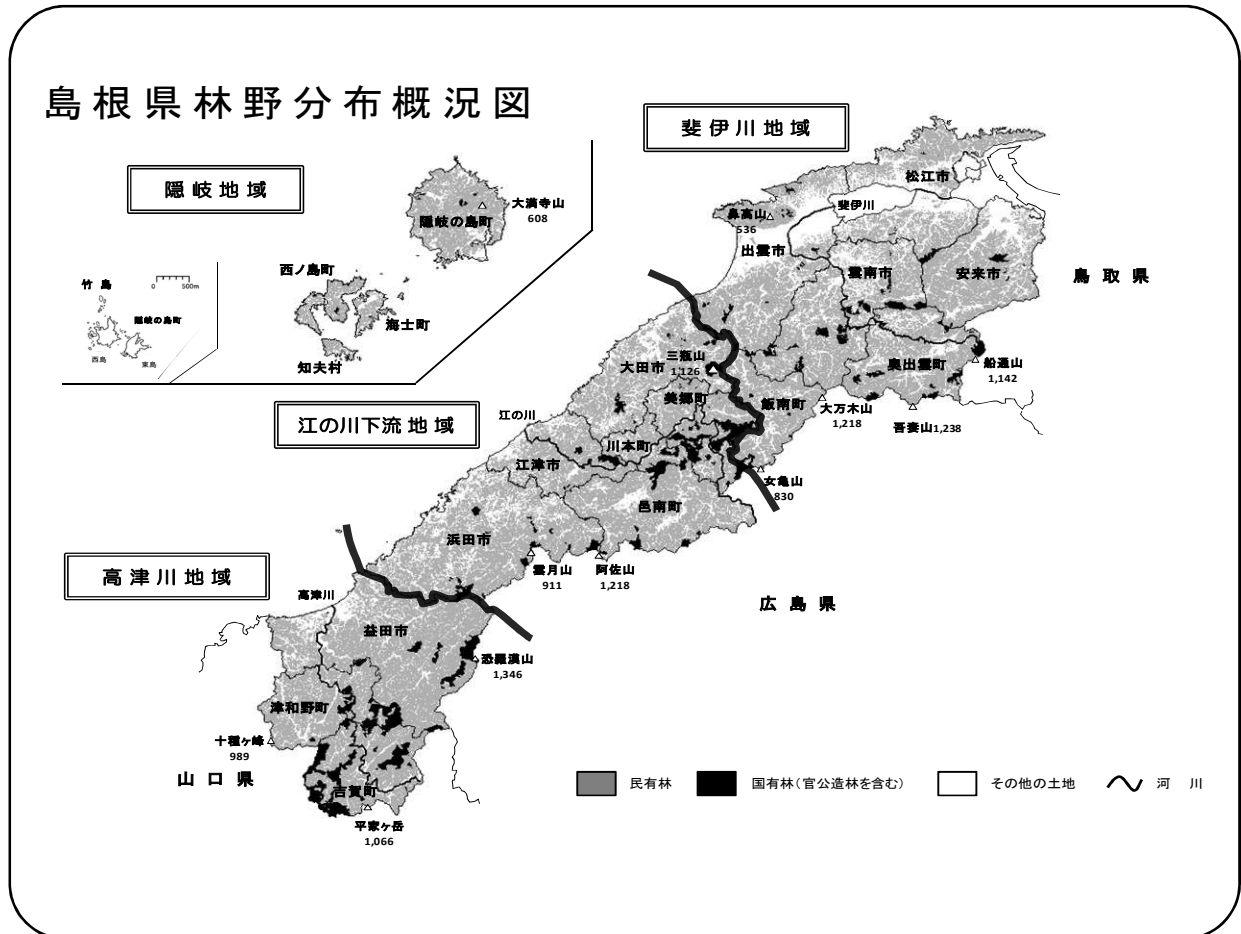 島根県林野分布概況図
斐伊川地域
隠岐地域
松江市
斐伊川
鼻高山
536
出雲市
雲南市
安来市
鳥取県
大満寺山
608
隠岐の島町
西ノ島町
海士町
知夫村
竹島
0 500m
隠岐の島町
西島
東島
三瓶山
1,126
大田市
美郷町
飯南町
奥出雲町
船通山
1,142
大万木山
1,218
吾妻山1,238
江の川下流地域
江の川
川本町
江津市
邑南町
女亀山
830
浜田市
雲月山
911
阿佐山
1,218
広島県
高津川地域
高津川
益田市
恐羅漢山
1,346
津和野町
十種ヶ峰
989
山口県
吉賀町
平家ヶ岳
1,066
民有林
国有林(官公造林を含む)
その他の土地
河川